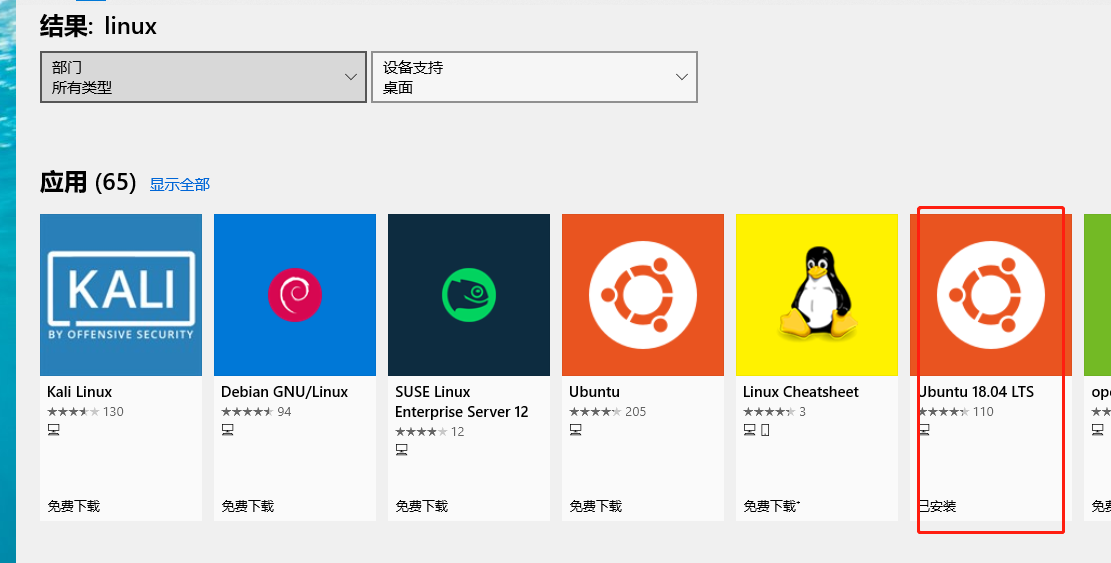 结果: linux
部门
所有类型
设备支持
桌面
应用 (65) 显示全部
KALI
BY OFFENSIVE SECURITY
Kali Linux
130
免费下载
Debian GNU/Linux
94
免费下载
SUSE Linux
Enterprise Server 12
12
免费下载
Ubuntu
205
免费下载
Linux Cheatsheet
3
免费下载+
Ubuntu 18.04 LTS
110
已安装
ope
免费